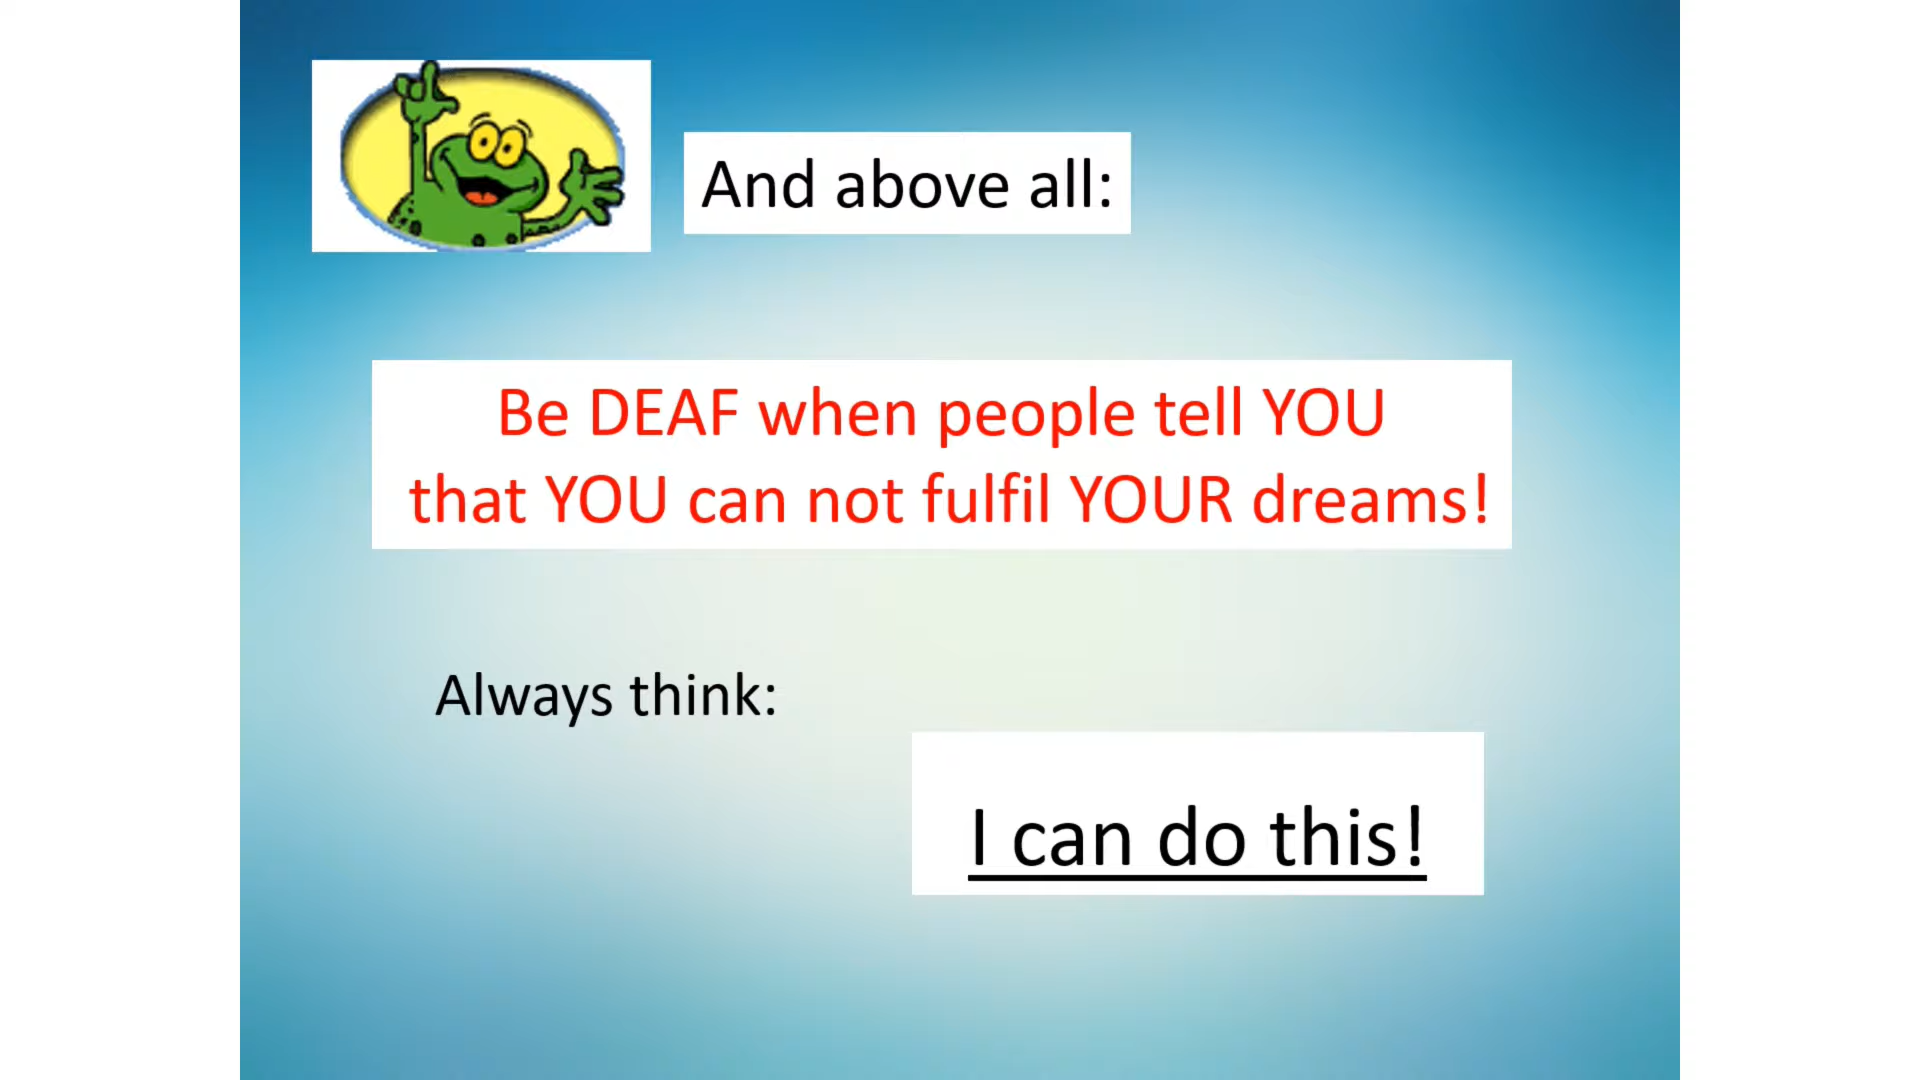 And above all:
Be DEAF when people tell YOU
that YOU can not fulfil YOUR dreams!
Always think:
I can do this!